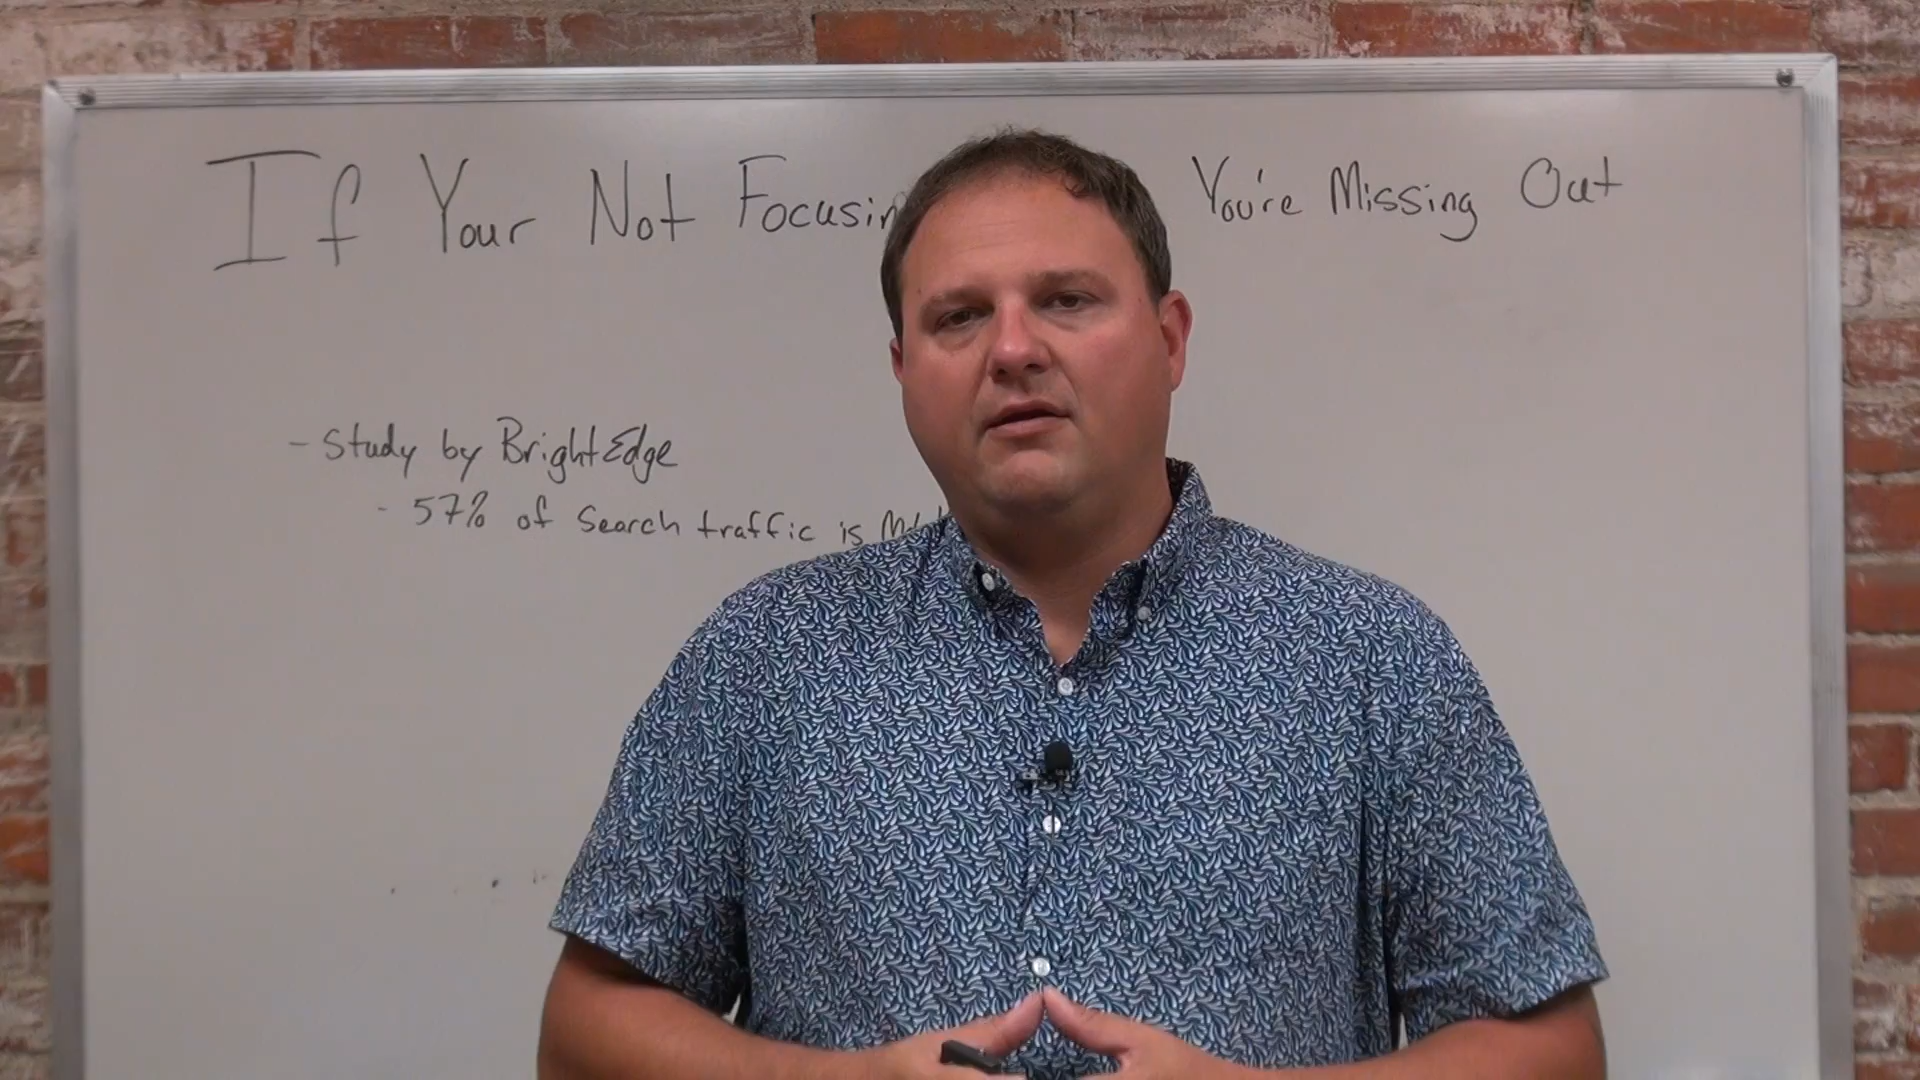 If Your Not Focusin You're Missing Out
- Study by BrightEdge
- 57% of Search traffic is